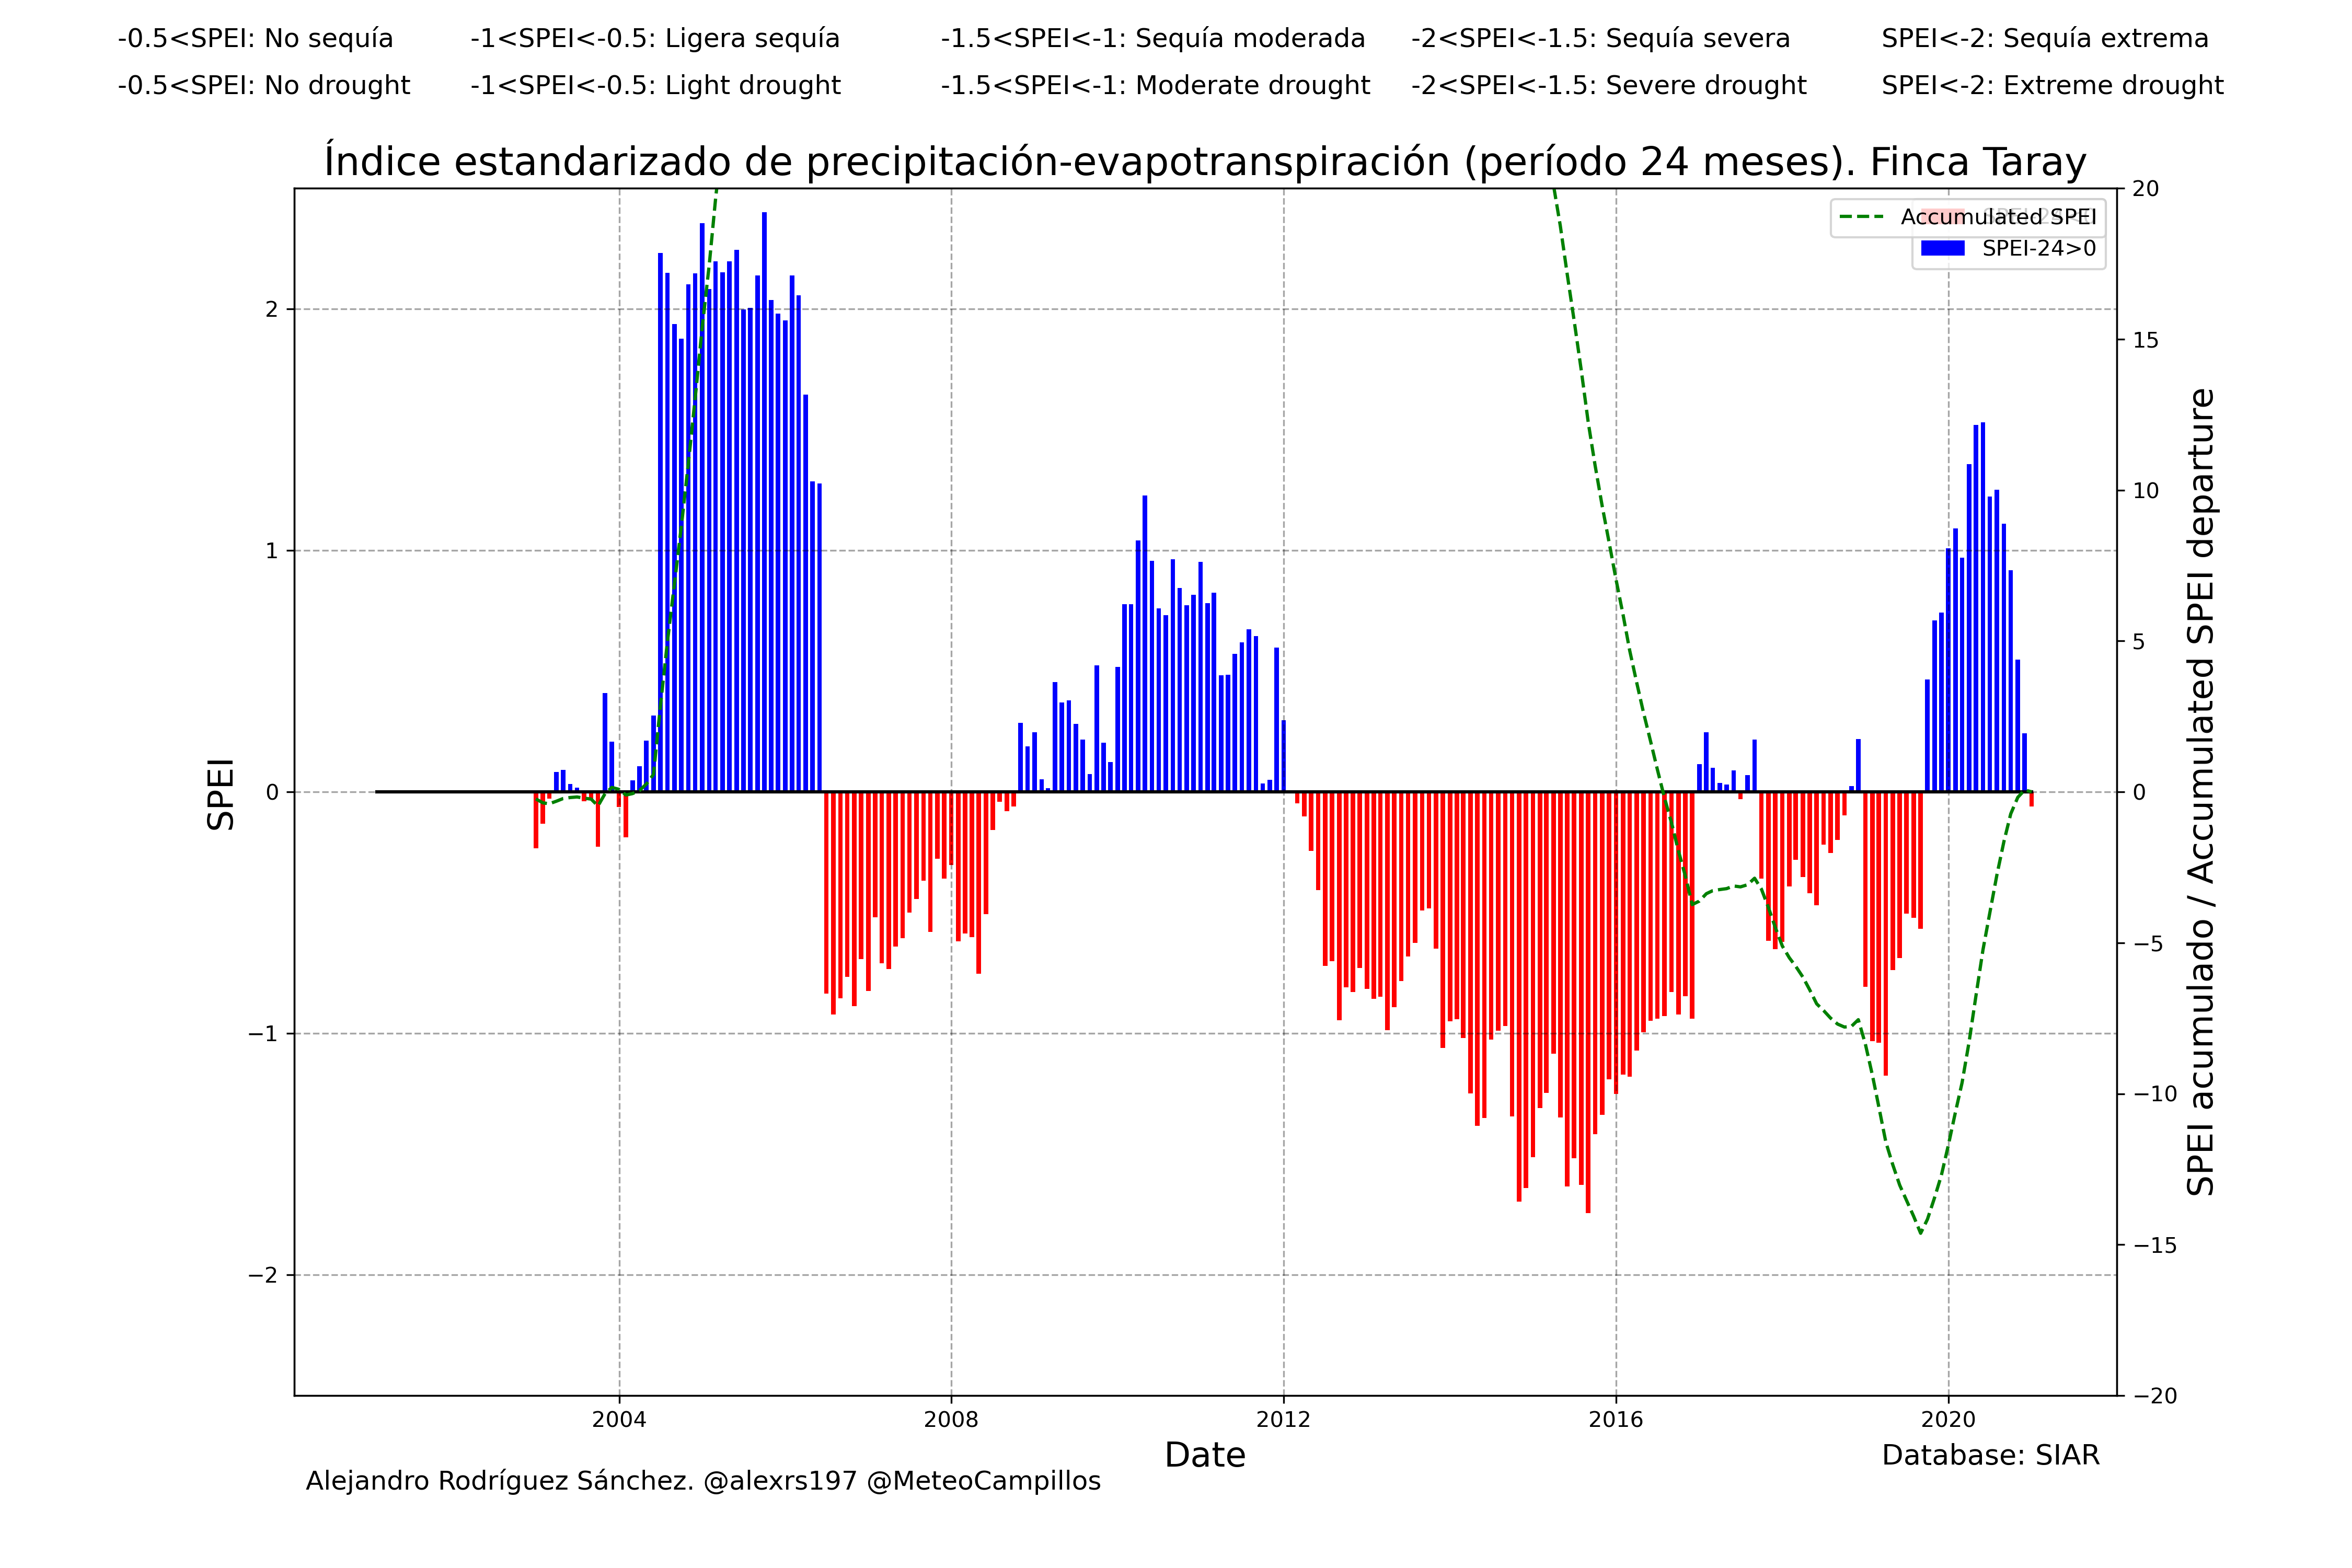 -0.5<SPEI: No sequía -1<SPEI<-0.5: Ligera sequía -1.5<SPEI<-1: Sequía moderada -2<SPEI<-1.5: Sequía severa SPEI<-2: Sequía extrema
-0.5<SPEI: No drought -1<SPEI<-0.5: Light drought -1.5<SPEI<-1: Moderate drought -2<SPEI<-1.5: Severe drought SPEI<-2: Extreme drought
Índice estandarizado de precipitación-evapotranspiración (período 24 meses). Finca Taray
Accumulated SPEI
SPEI-24>0
SPEI
2
1
0
−1
−2
20
15
10
5
0
−5
−10
−15
−20
SPEI acumulado / Accumulated SPEI departure
2004 2008 2012 2016 2020
Date
Database: SIAR
Alejandro Rodríguez Sánchez. @alexrs197 @MeteoCampillos